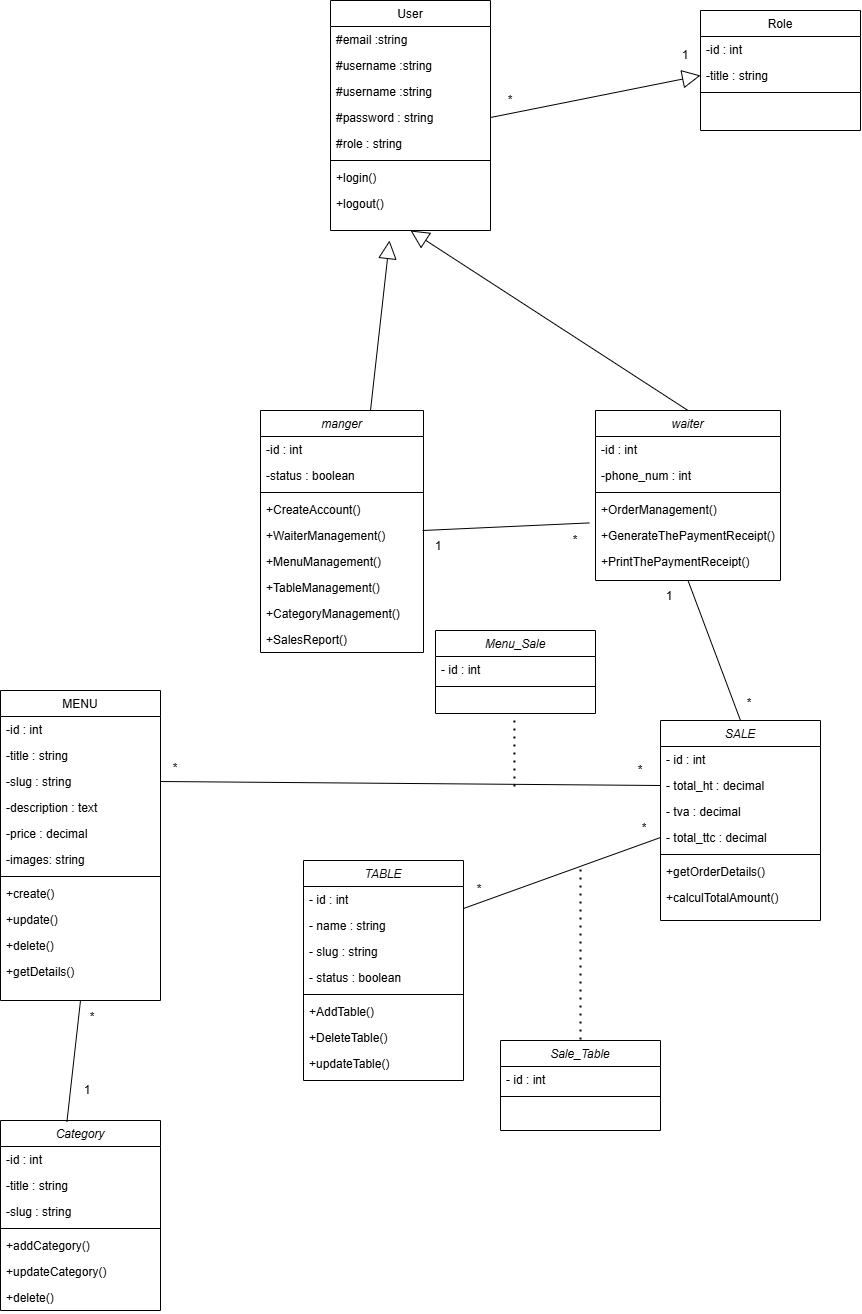 User
#email :string
#username :string
#username :string
#password : string
#role : string
+login()
+logout()
*
1
Role
-id : int
-title : string
manger
-id : int
-status : boolean
+CreateAccount()
+WaiterManagement()
+MenuManagement()
+TableManagement()
+CategoryManagement()
+SalesReport()
1
*
waiter
-id : int
-phone_num : int
+OrderManagement()
+GenerateThePaymentReceipt()
+PrintThePaymentReceipt()
1
*
Menu_Sale
- id : int
MENU
-id : int
-title : string
-slug : string
-description : text
-price : decimal
-images: string
+create()
+update()
+delete()
+getDetails()
*
*
SALE
- id : int
- total_ht : decimal
- tva : decimal
- total_ttc : decimal
+getOrderDetails()
+calculTotalAmount()
*
*
TABLE
- id : int
- name : string
- slug : string
- status : boolean
+AddTable()
+DeleteTable()
+updateTable()
Sale_Table
- id : int
*
1
Category
-id : int
-title : string
-slug : string
+addCategory()
+updateCategory()
+delete()